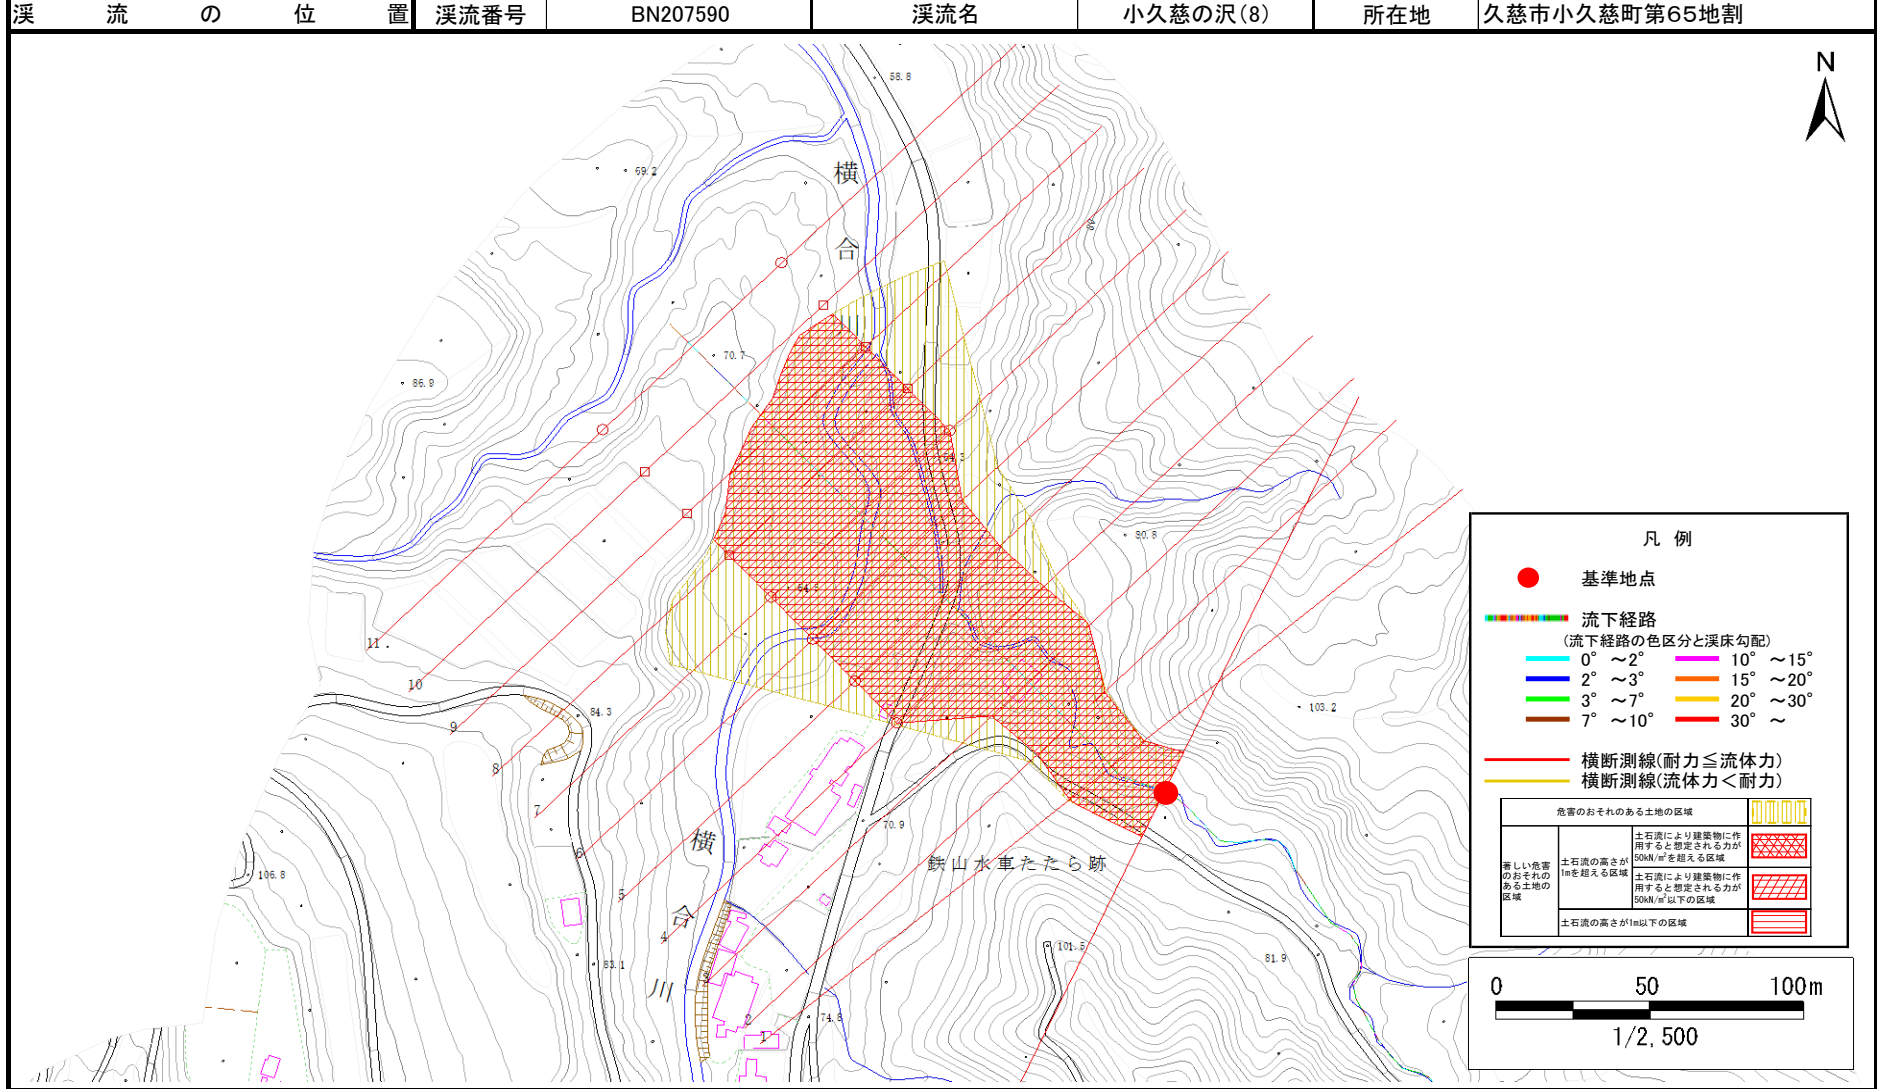 渓流の位置 渓流番号 BN207590 渓流名 小久慈の沢(8) 所在地 久慈市小久慈町第65地割
N
58.8
69.2
横
合
川
70.7
86.9
54.3
80.8
54.5
11
10
9
8
7
6
5
4
2
1
84.3
103.2
横
合
川
70.9
鉄山水車たたら跡
106.8
83.1
101.5
81.9
74.8
凡 例
基準地点
流下経路
(流下経路の色区分と渓床勾配)
0° ~2° 10° ~15°
2° ~3° 15° ~20°
3° ~7° 20° ~30°
7° ~10° 30° ~
横断測線(耐力≦流体力)
横断測線(流体力<耐力)
危害のおそれのある土地の区域
著しい危害
のおそれの
ある土地の
区域
土石流の高さが
1mを超える区域
土石流により建築物に作
用すると想定される力が
50kN/㎡を超える区域
土石流により建築物に作
用すると想定される力が
50kN/㎡以下の区域
土石流の高さが1m以下の区域
0 50 100m
1/2,500